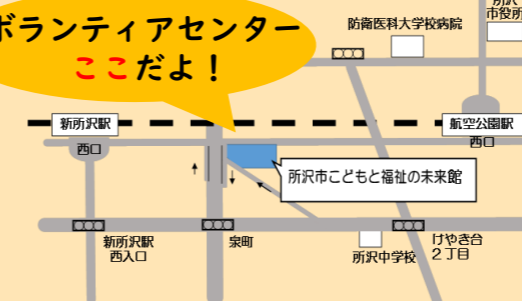 ボランティアセンター
ここだよ！
防衛医科大学校病院
所沢
市役所
新所沢駅
西口
航空公園駅
西口
所沢市こどもと福祉の未来館
新所沢駅
西入口
泉町
所沢中学校
けやき台
２丁目